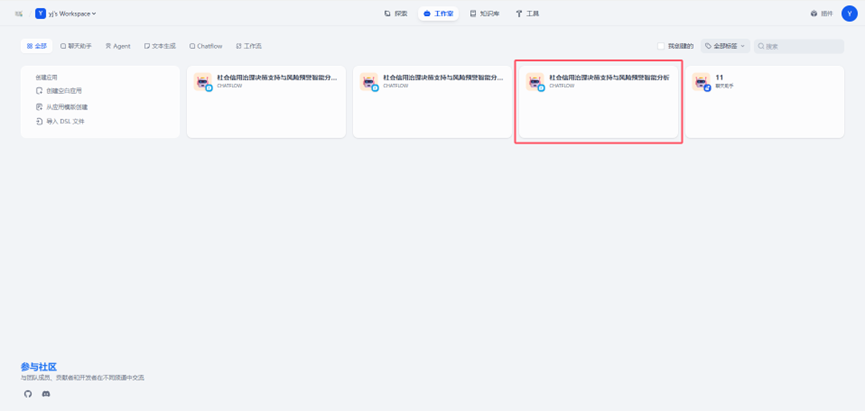 Y yj's Workspace
探索
工作室
知识库
工具
插件
Y
全部
聊天助手
Agent
文本生成
Chatflow
工作流
我创建的
全部标签
搜索
创建应用
创建空白应用
从应用模板创建
导入 DSL 文件
社会信用治理决策支持与风险预警智能分...
CHATFLOW
社会信用治理决策支持与风险预警智能分...
CHATFLOW
社会信用治理决策支持与风险预警智能分析
CHATFLOW
11
聊天助手
参与社区
与团队成员、贡献者和开发者在不同频道中交流